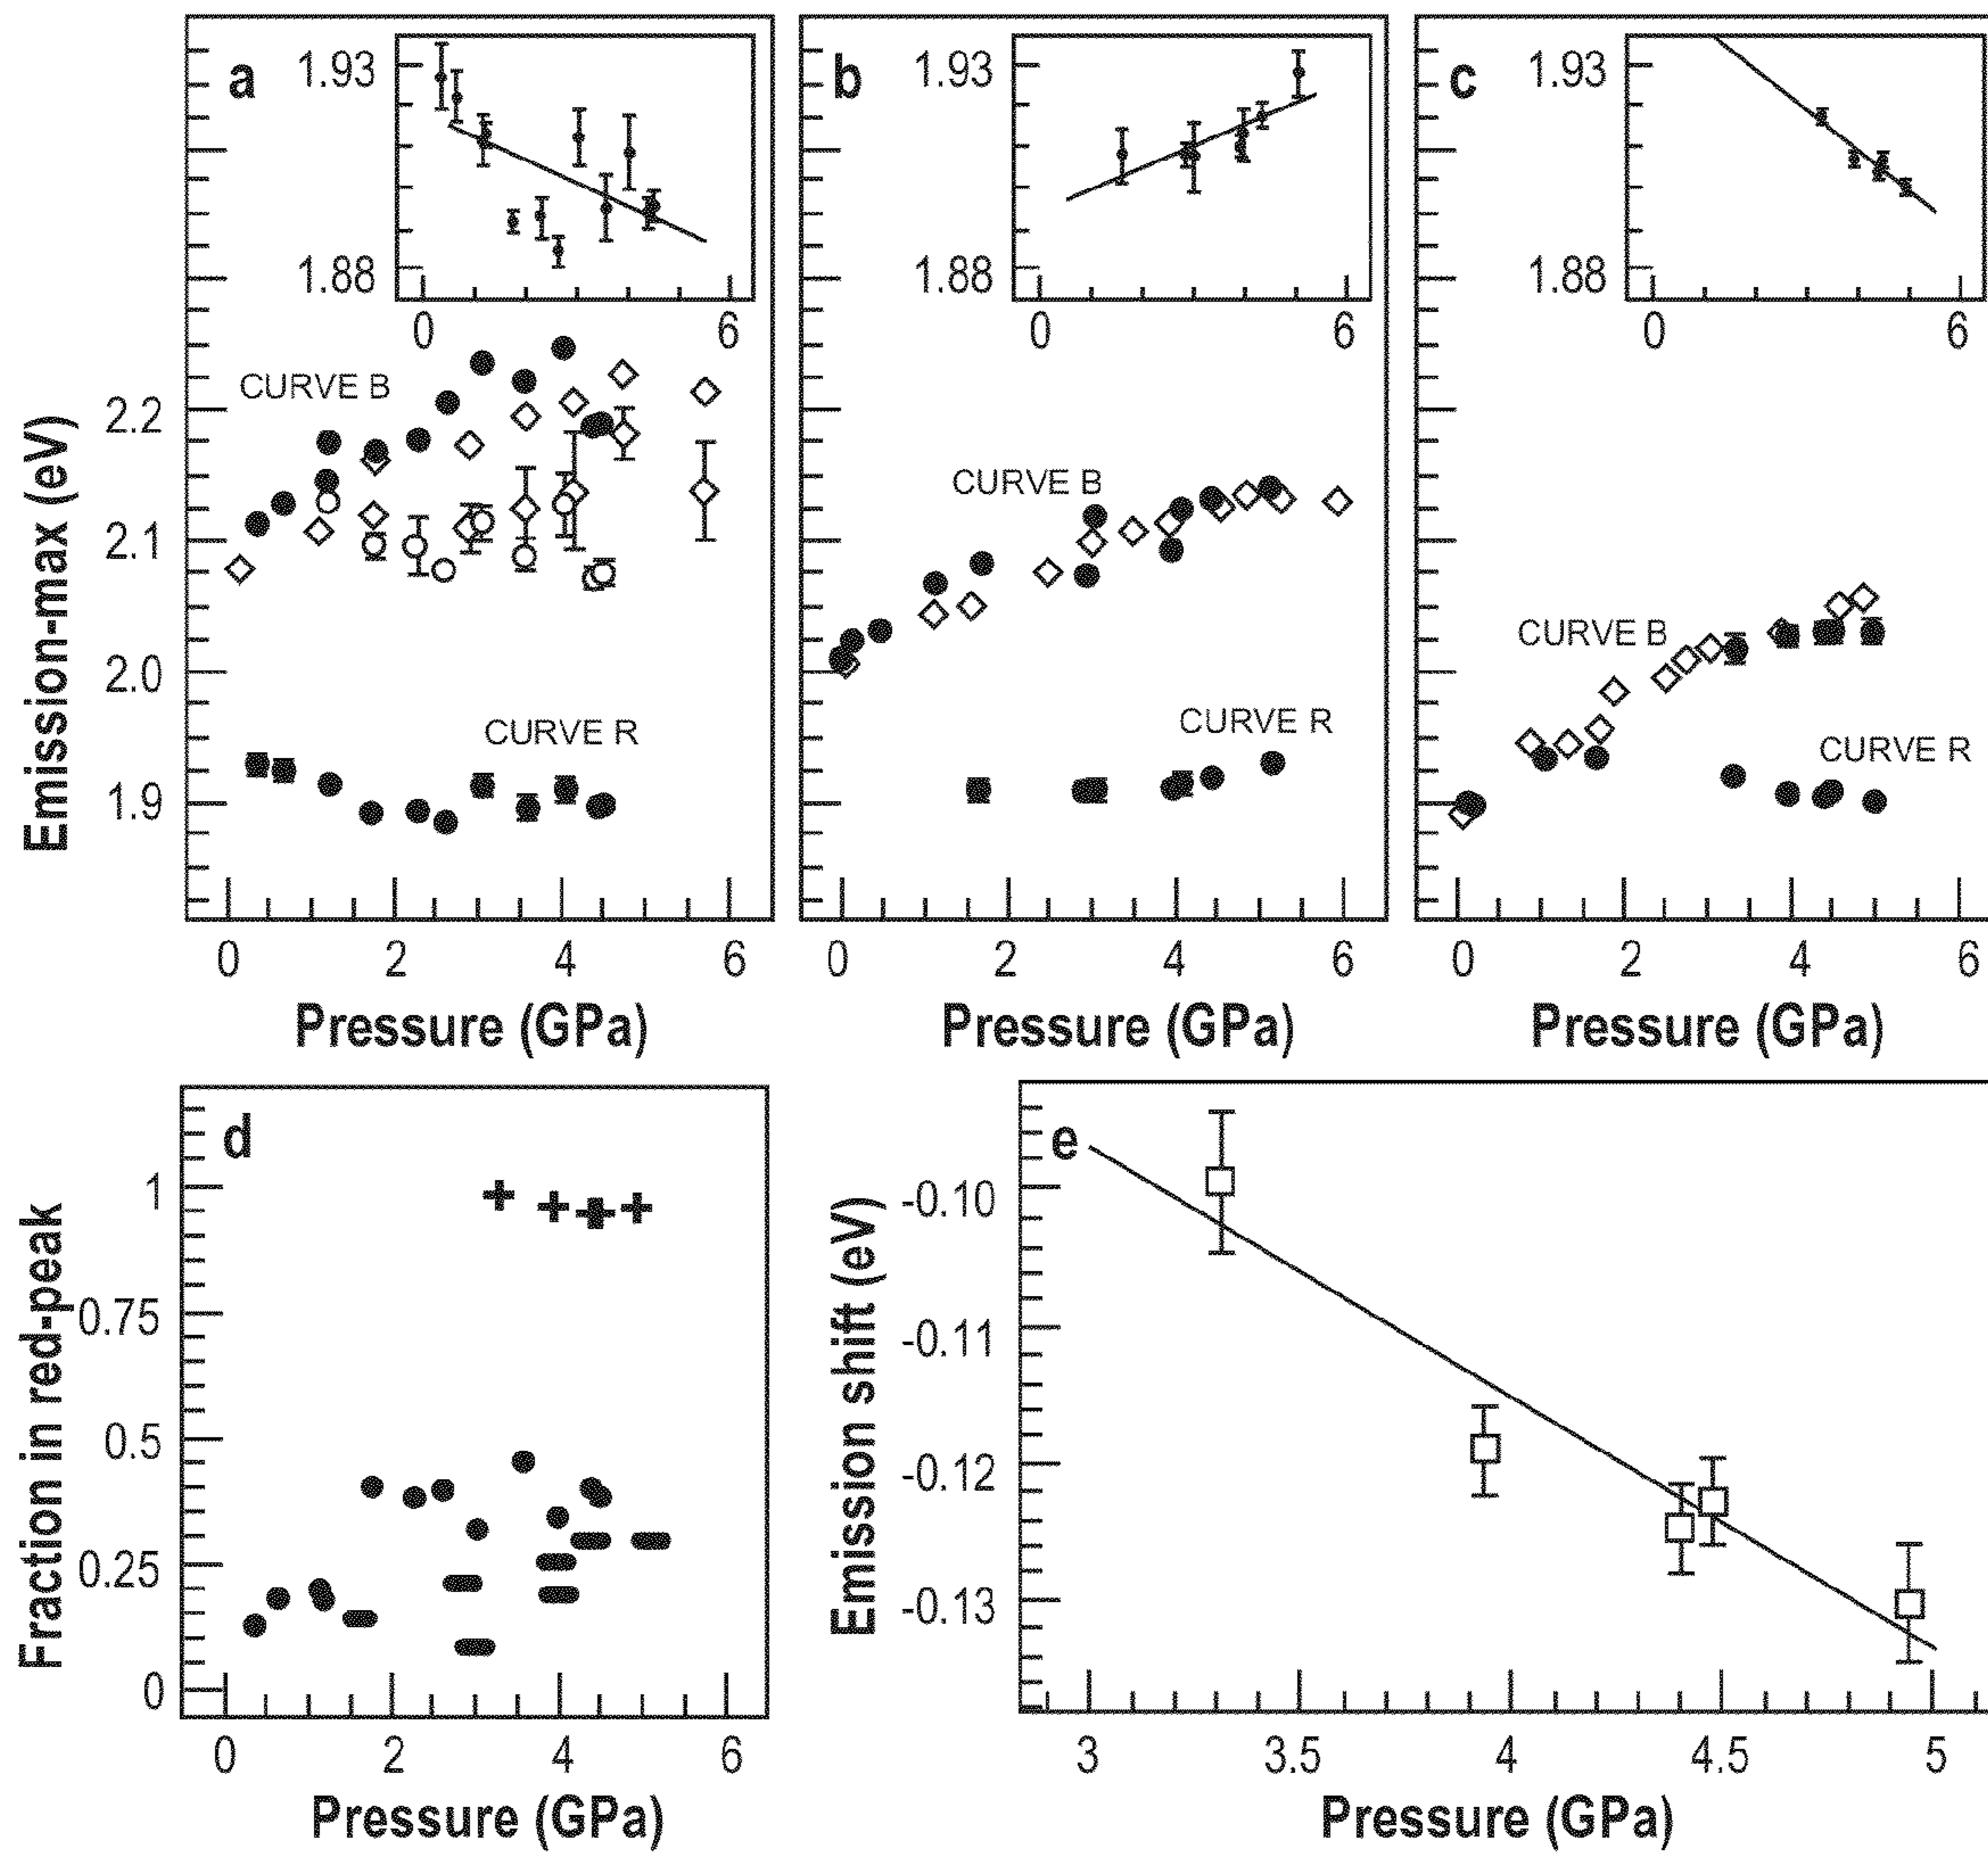 a
1.93
1.88
0 6
b
1.93
1.88
0 6
c
1.93
1.88
0 6
Emission-max (eV)
2.2
2.1
2.0
1.9
CURVE B
CURVE R
CURVE B
CURVE R
CURVE B
CURVE R
0 2 4 6
0 2 4 6
0 2 4 6
Pressure (GPa)
Pressure (GPa)
Pressure (GPa)
d
Fraction in red-peak
1
0.75
0.5
0.25
0
0 2 4 6
Pressure (GPa)
e
Emission shift (eV)
-0.10
-0.11
-0.12
-0.13
3 3.5 4 4.5 5
Pressure (GPa)